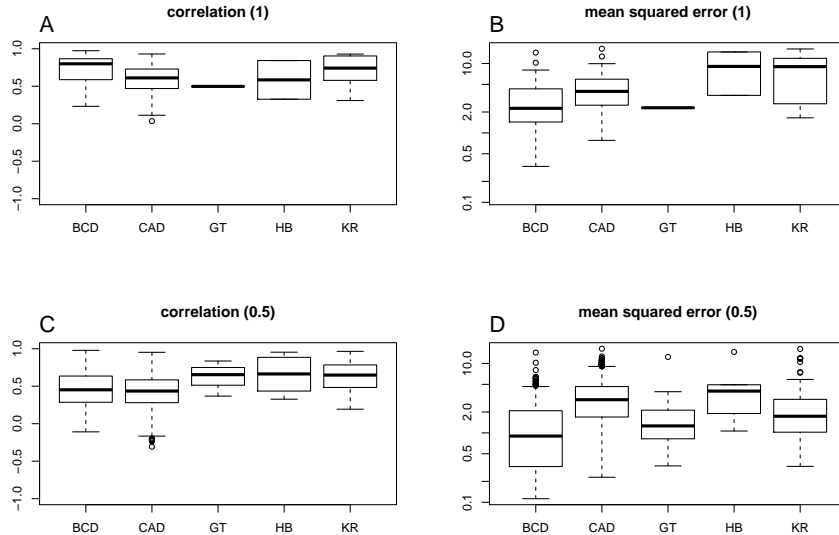 A
correlation (1)
1.0
0.5
0.0
−0.5
−1.0
BCD CAD GT HB KR
B
mean squared error (1)
10.0
2.0
0.5
0.1
BCD CAD GT HB KR
C
correlation (0.5)
1.0
0.5
0.0
−0.5
−1.0
BCD CAD GT HB KR
D
mean squared error (0.5)
10.0
2.0
0.5
0.1
BCD CAD GT HB KR